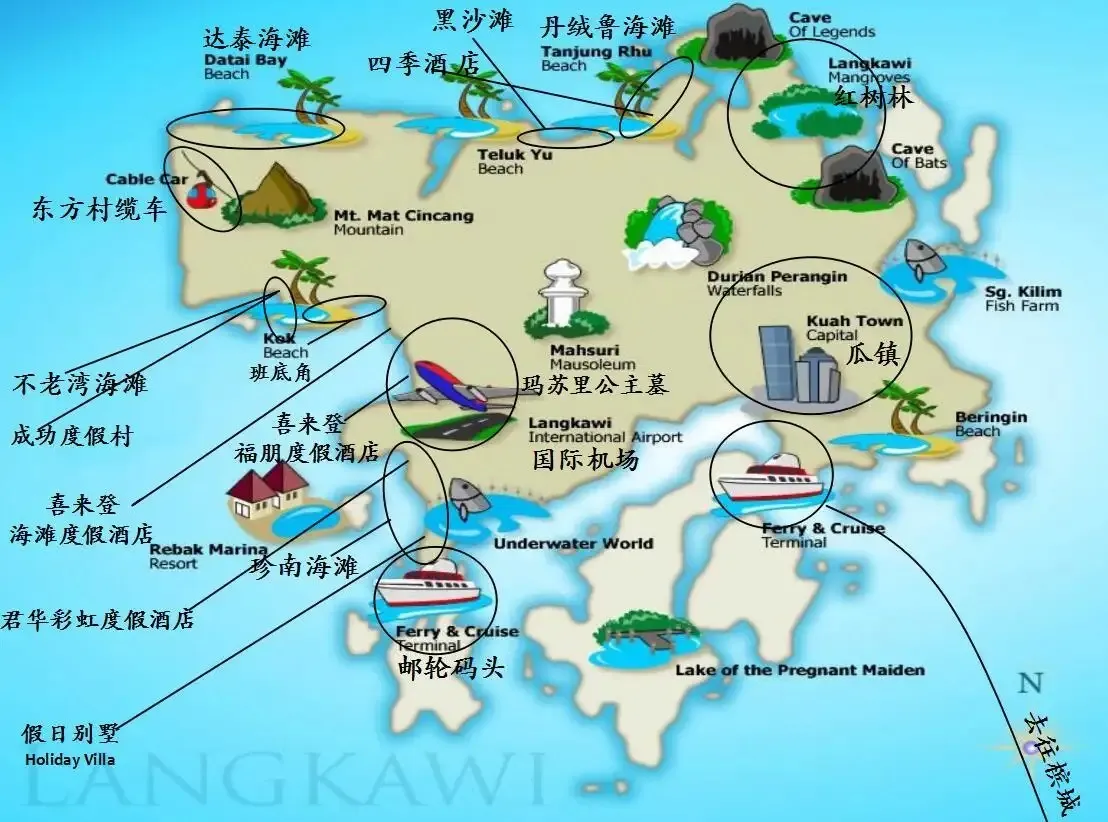 黑沙滩
Cave
Of Legends
达泰海滩
丹绒鲁海滩
Datai Bay
Beach
四季酒店
Tanjung Rhu
Beach
Langkawi
Mangroves
红树林
Teluk Yu
Beach
Cave
Of Bats
Cable Car
东方村缆车
Mt. Mat Cincang
Mountain
Durian Perangin
Waterfalls
Sg. Kilim
Fish Farm
Kuah Town
Capital
瓜镇
Kok
Beach
班底角
Mahsuri
Mausoleum
玛苏里公主墓
不老湾海滩
成功度假村
喜来登
福朋度假酒店
Langkawi
International Airport
国际机场
Beringin
Beach
喜来登
海滩度假酒店
Rebak Marina
Resort
珍南海滩
Underwater World
Ferry & Cruise
Terminal
君华彩虹度假酒店
Ferry & Cruise
Terminal
邮轮码头
Lake of the Pregnant Maiden
N
去往槟城
假日别墅
Holiday Villa
LANGKAWI